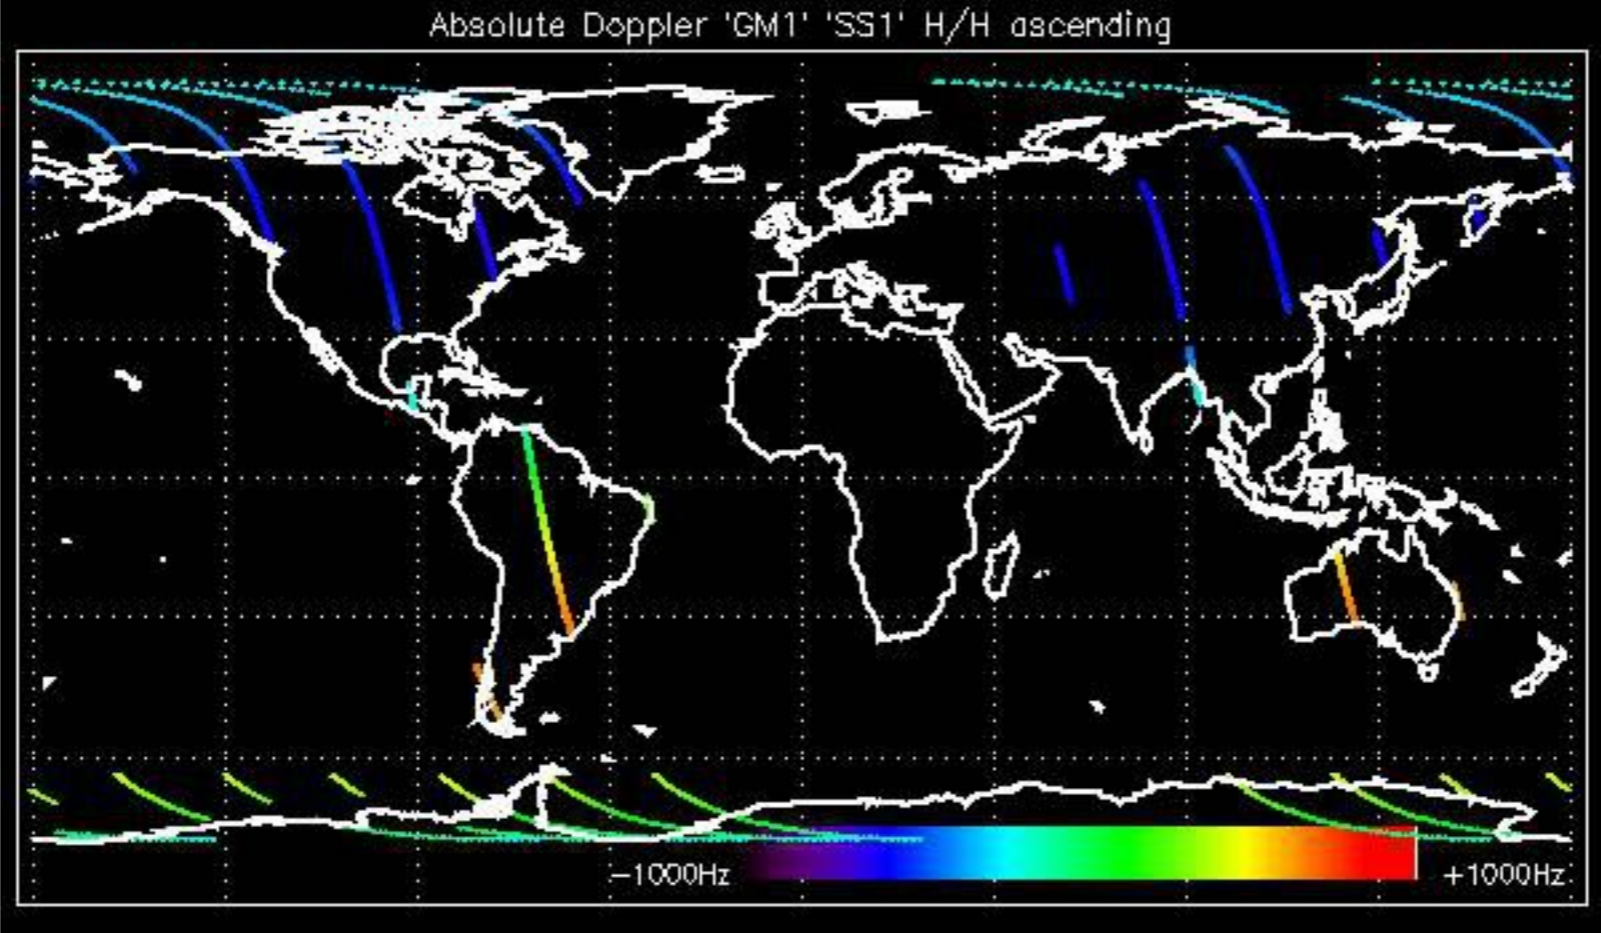 Absolute Doppler 'GM1' 'SS1' H/H ascending
−1000Hz +1000Hz